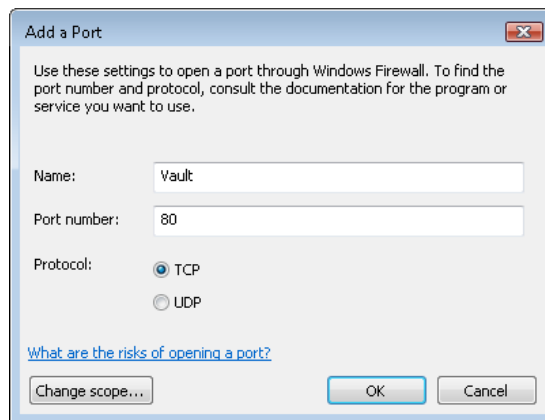 Add a Port
Use these settings to open a port through Windows Firewall. To find the
port number and protocol, consult the documentation for the program or
service you want to use.
Name: Vault
Port number: 80
Protocol: TCP
UDP
What are the risks of opening a port?
Change scope... OK Cancel